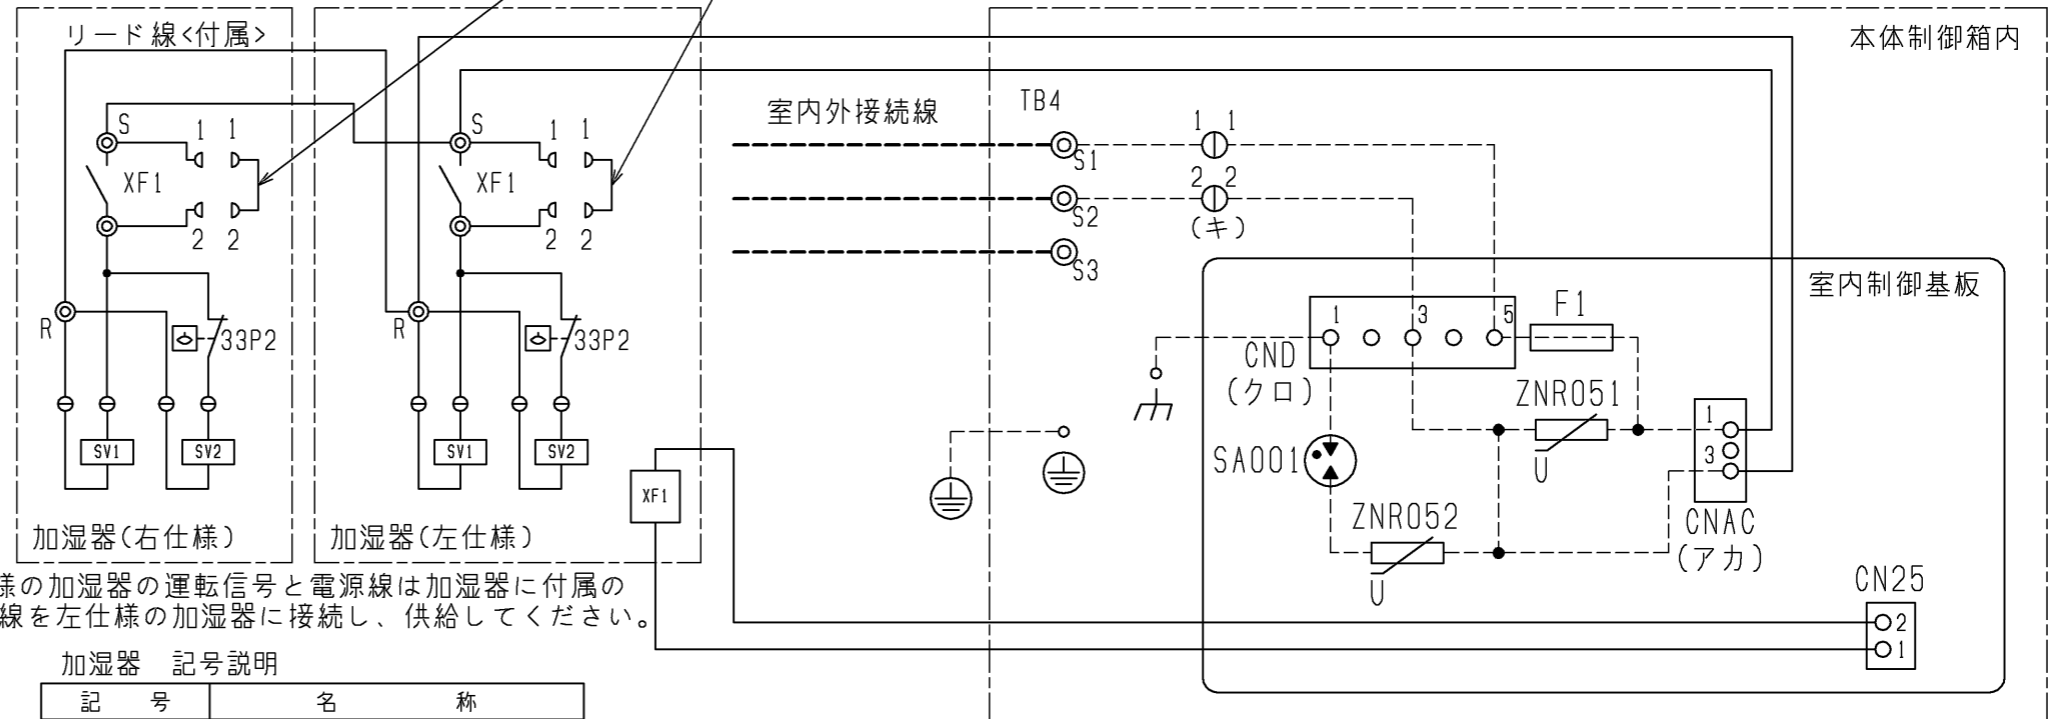 リード線<付属>
本体制御箱内
室内外接続線
TB4
S 1 1
XF1
2 2
R
33P2
SV1 SV2
加湿器(右仕様)
S 1 1
XF1
2 2
R
33P2
SV1 SV2
XF1
加湿器(左仕様)
S1
1 1
S2
2 2
(キ)
S3
室内制御基板
1 3 5
F1
CND
(クロ)
ZNR051
U
SA001
ZNR052
U
1
3
CNAC
(アカ)
CN25
2
1
様の加湿器の運転信号と電源線は加湿器に付属の
線を左仕様の加湿器に接続し、供給してください。
加湿器 記号説明
記 号 名 称